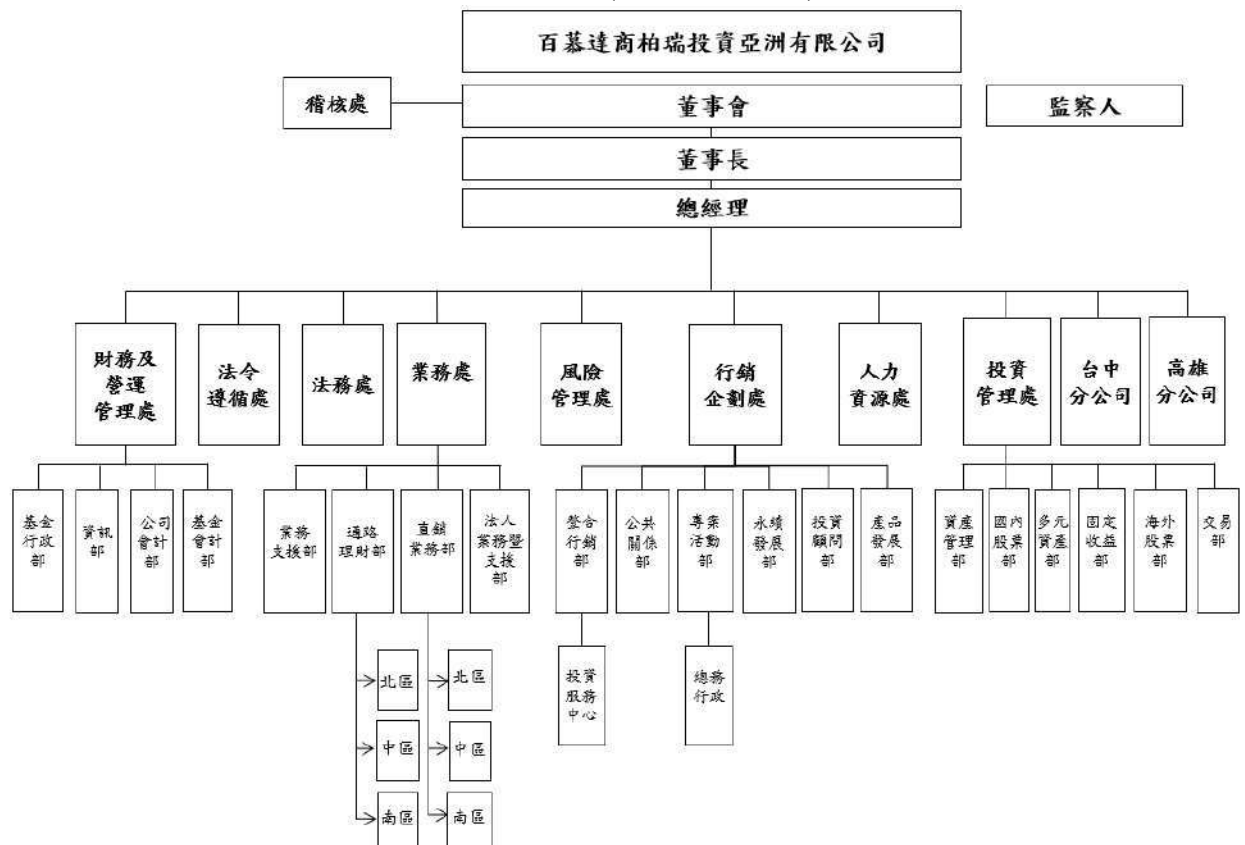 百慕達商柏瑞投資亞洲有限公司
稽核處
董事會
監察人
董事長
總經理
財務及
營運
管理處
法令
遵循處
法務處
業務處
風險
管理處
行銷
企劃處
人力
資源處
投資
管理處
台中
分公司
高雄
分公司
基金
行政
部
資訊
部
公司
會計
部
基金
會計
部
業務
支援部
通路
理財部
直銷
業務部
法人
業務暨
支援
部
整合
行銷
部
公共
關係
部
專案
活動
部
永續
發展
部
投資
顧問
部
產品
發展
部
資產
管理
部
國內
股票
部
多元
資產
部
固定
收益
部
海外
股票
部
交易
部
北區
北區
投資
服務
中心
總務
行政
中區
中區
南區
南區